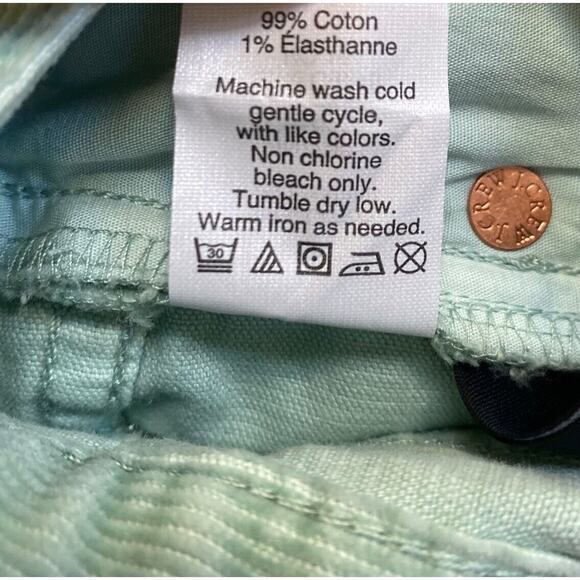 99% Coton
1% Élasthanne
Machine wash cold
gentle cycle,
with like colors.
Non chlorine
bleach only.
Tumble dry low.
Warm iron as needed.
30
J.CREW J.CREW